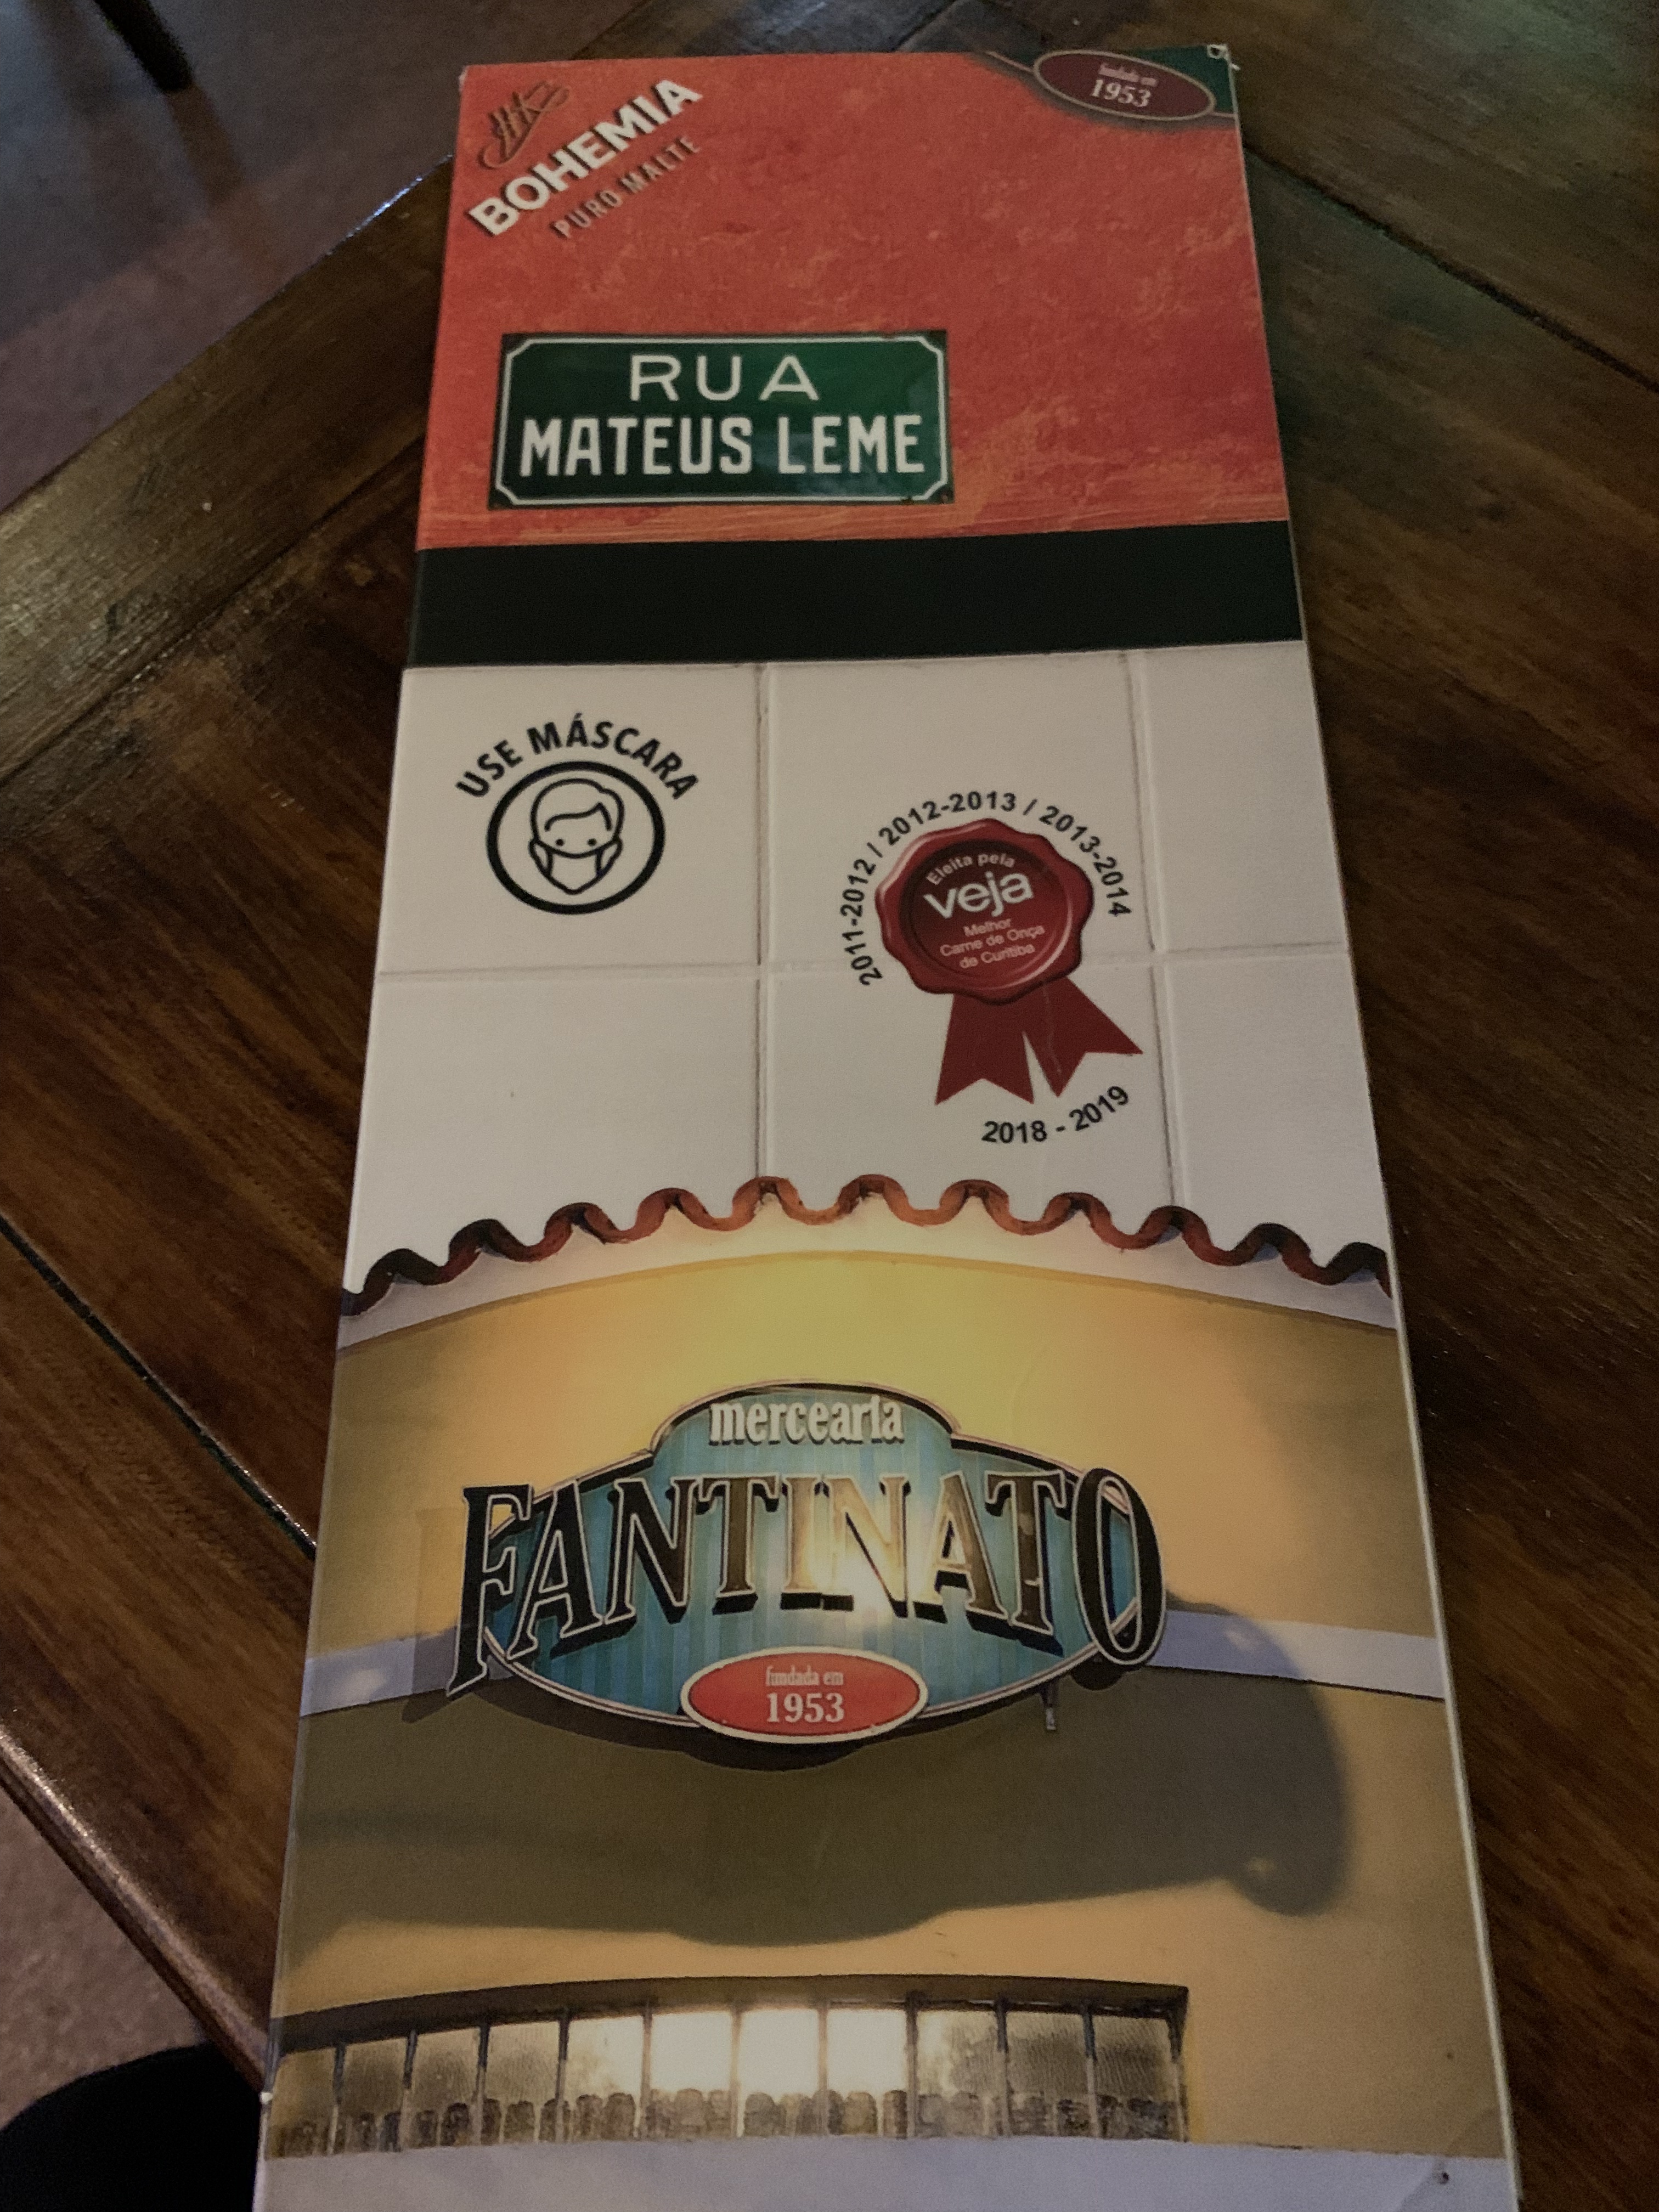 BOHEMIA
PURO MALTE
fundada em
1953
RUA
MATEUS LEME
USE MÁSCARA
2011-2012 / 2012-2013 / 2013-2014
Eleita pela
veja
Melhor
Carne de Onça
de Curitiba
2018 - 2019
mercearia
FANTINATO
fundada em
1953